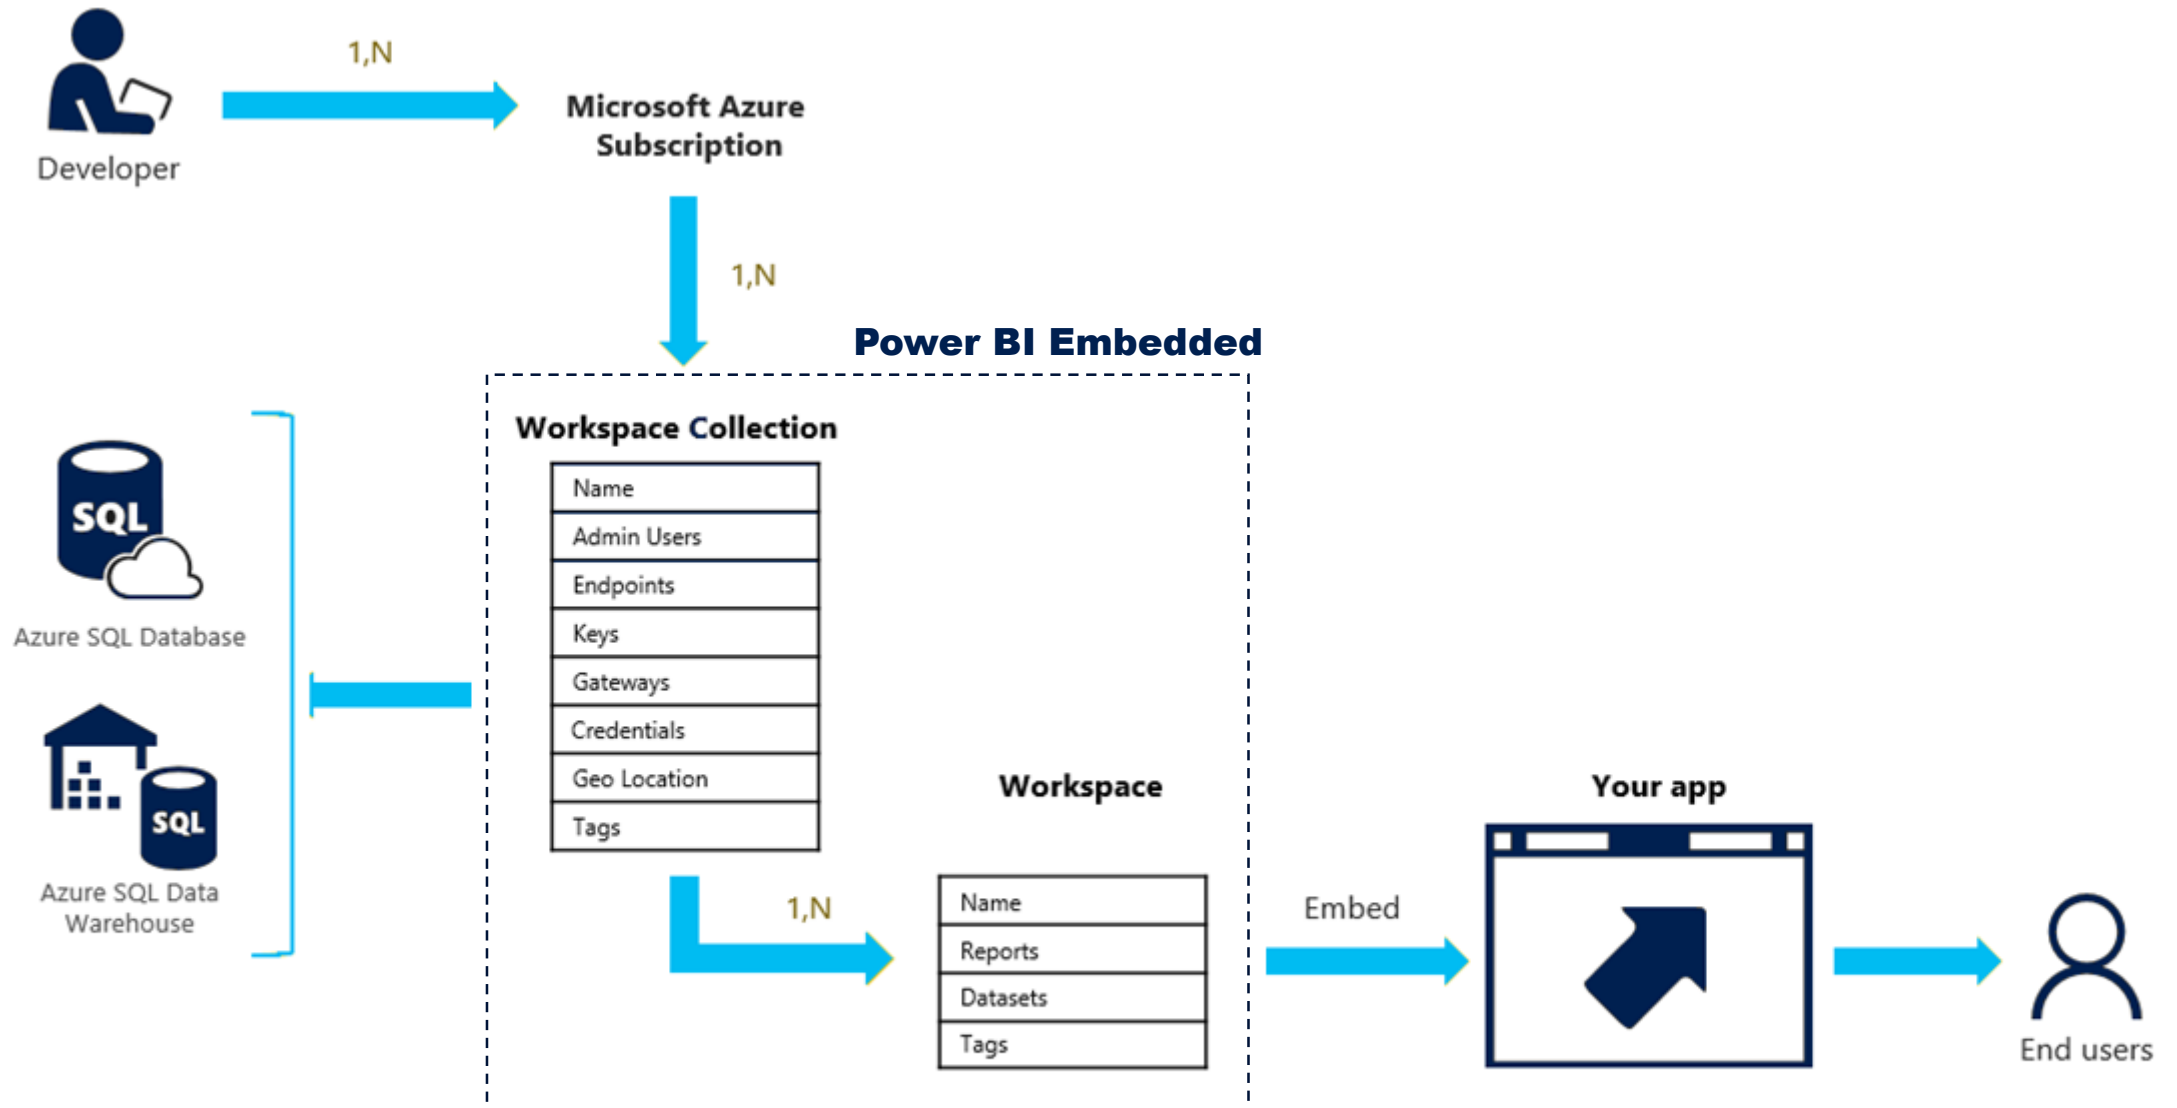 1,N
Developer
Microsoft Azure
Subscription
1,N
Power BI Embedded
Workspace Collection
Name
Admin Users
Endpoints
Keys
Gateways
Credentials
Geo Location
Tags
SQL
Azure SQL Database
SQL
Azure SQL Data
Warehouse
1,N
Workspace
Name
Reports
Datasets
Tags
Embed
Your app
End users